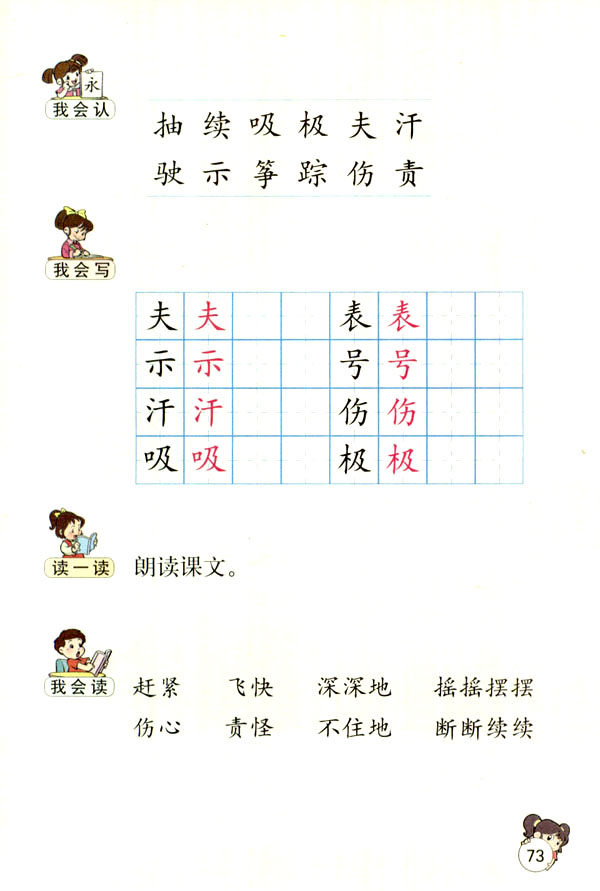 永
我会认
抽 续 吸 极 夫 汗
驶 示 筝 踪 伤 责
我会写
夫 夫 表 表
示 示 号 号
汗 汗 伤 伤
吸 吸 极 极
读一读 朗读课文。
我会读 赶紧 飞快 深深地 摇摇摆摆
伤心 责怪 不住地 断断续续
73